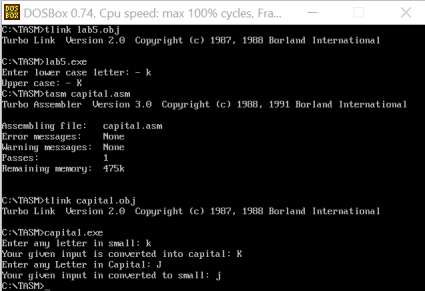 DOS
BOX
DOSBox 0.74, Cpu speed: max 100% cycles, Fra...
C:\TASM>tlink lab5.obj
Turbo Link  Version 2.0  Copyright (c) 1987, 1988 Borland International
C:\TASM>lab5.exe
Enter lower case letter: - k
Upper case: - K
C:\TASM>tasm capital.asm
Turbo Assembler  Version 3.0  Copyright (c) 1988, 1991 Borland International
Assembling file:   capital.asm
Error messages:    None
Warning messages:  None
Passes:            1
Remaining memory:  475k
C:\TASM>tlink capital.obj
Turbo Link  Version 2.0  Copyright (c) 1987, 1988 Borland International
C:\TASM>capital.exe
Enter any letter in small: k
Your given input is converted into capital: K
Enter any Letter in Capital: J
Your given input in converted to small: j
C:\TASM>_